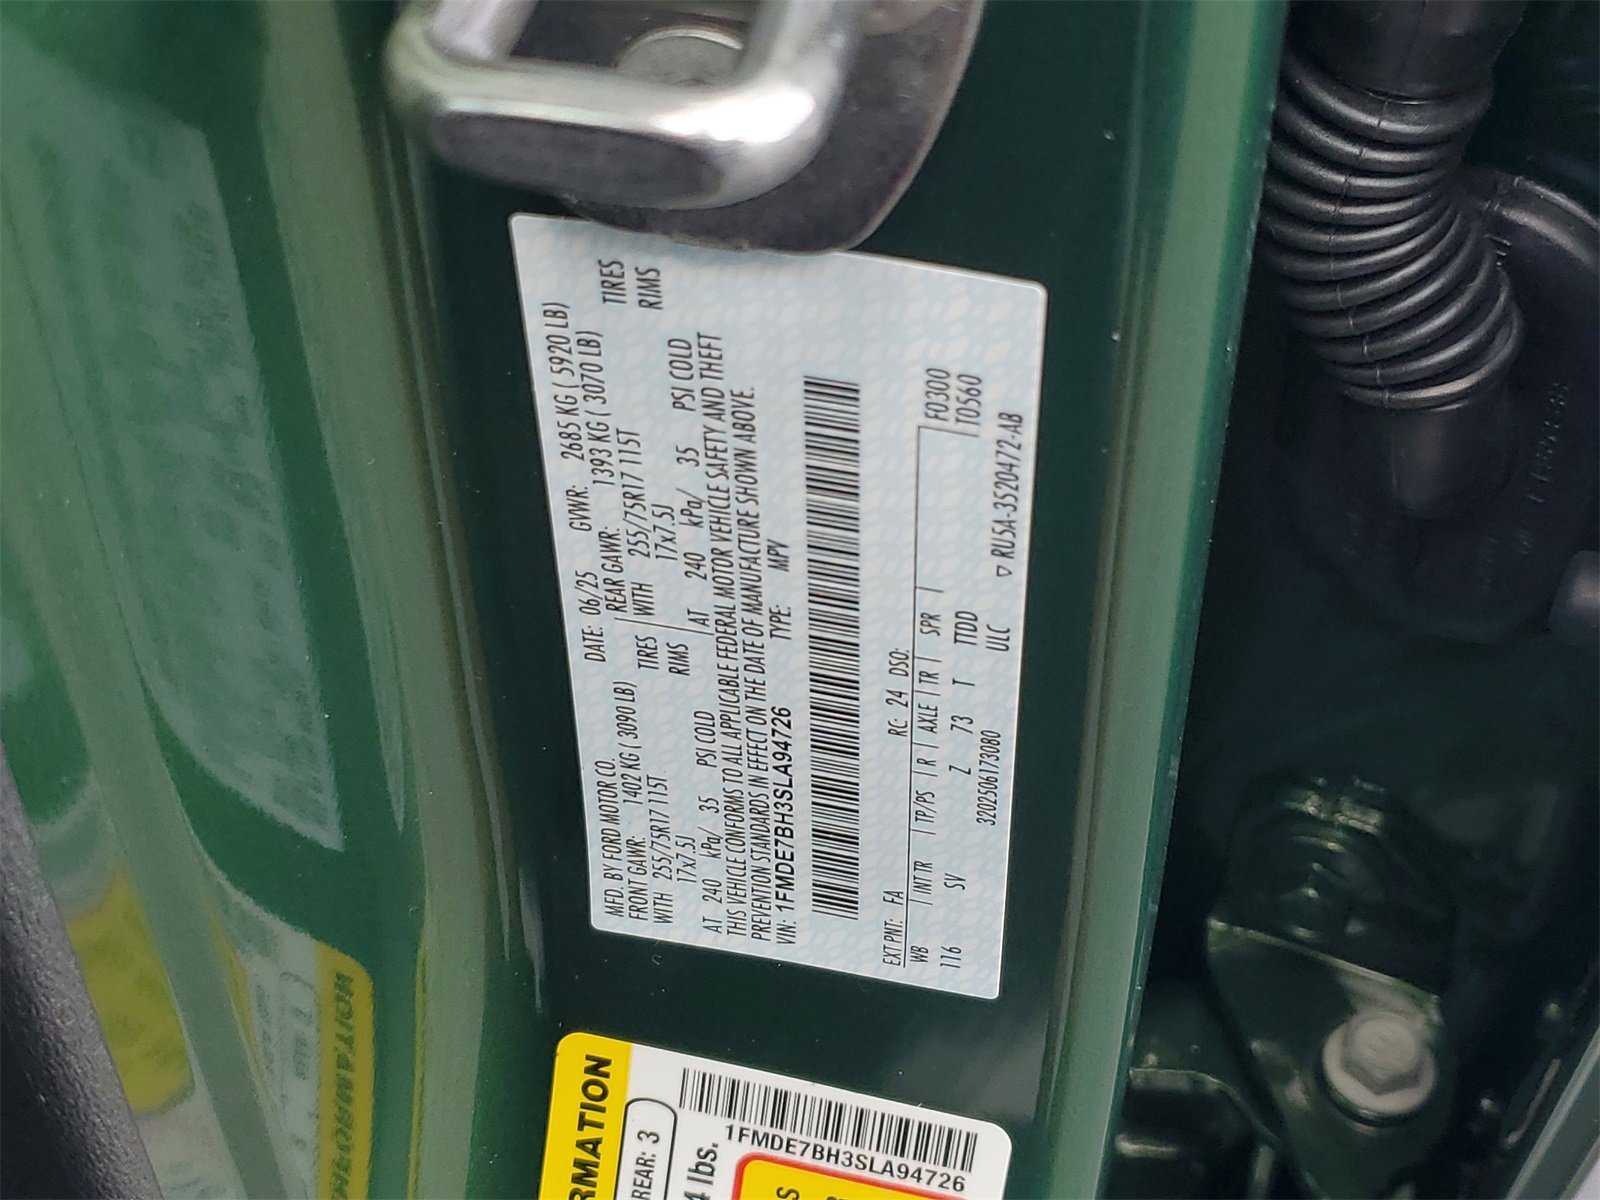 MFD. BY FORD MOTOR CO. DATE: 06/25 GVWR: 2685 KG ( 5920 LB)
FRONT GAWR: 1402 KG ( 3090 LB) REAR GAWR: 1393 KG ( 3070 LB)
WITH 255/75R17 115T TIRES WITH 255/75R17 115T TIRES
17x7.5J RIMS 17x7.5J RIMS
AT 240 kPa/ 35 PSI COLD AT 240 kPa/ 35 PSI COLD
THIS VEHICLE CONFORMS TO ALL APPLICABLE FEDERAL MOTOR VEHICLE SAFETY AND THEFT
PREVENTION STANDARDS IN EFFECT ON THE DATE OF MANUFACTURE SHOWN ABOVE.
VIN: 1FMDE7BH3SLA94726 TYPE: MPV
EXT PNT: FA RC: 24 DSO: F0300
WB INT TR TP/PS R AXLE TR SPR T0560
116 SV Z 73 T TTDD
3202506173080 ULC ▽ RU5A-3520472-AB
RMATION
REAR: 3
4 lbs.
1FMDE7BH3SLA94726